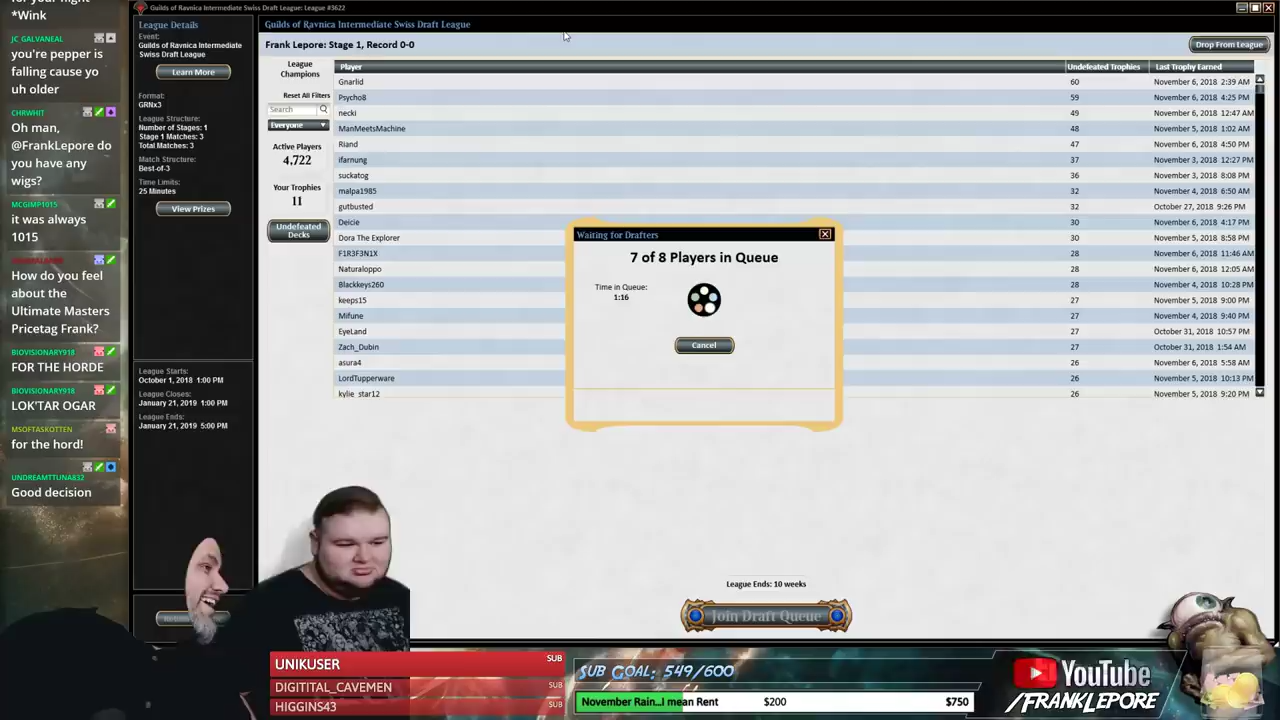 for your night
*Wink
JC GALVANEAL
you're pepper is
falling cause yo
uh older
CHRWHIT
Oh man,
@FrankLepore do
you have any
wigs?
MCGIMP1015
it was always
1015
How do you feel
about the
Ultimate Masters
Pricetag Frank?
BIOVISIONARY918
FOR THE HORDE
BIOVISIONARY918
LOK'TAR OGAR
MSOFTASKOTTEN
for the hord!
UNDREAMTTUNA832
Good decision
Guilds of Ravnica Intermediate Swiss Draft League: League #3622
League Details
Event:
Guilds of Ravnica Intermediate
Swiss Draft League
Learn More
Format:
GRNx3
League Structure:
Number of Stages: 1
Stage 1 Matches: 3
Total Matches: 3
Match Structure:
Best-of-3
Time Limits:
25 Minutes
View Prizes
League Starts:
October 1, 2018 1:00 PM
League Closes:
January 21, 2019 1:00 PM
League Ends:
January 21, 2019 5:00 PM
Guilds of Ravnica Intermediate Swiss Draft League
Frank Lepore: Stage 1, Record 0-0
Drop From League
League
Champions
Reset All Filters
Search
Everyone
Active Players
4,722
Your Trophies
11
Undefeated
Decks
Player Undefeated Trophies Last Trophy Earned
Gnarlid 60 November 6, 2018 2:39 AM
Psycho8 59 November 6, 2018 4:25 PM
necki 49 November 6, 2018 12:47 AM
ManMeetsMachine 48 November 5, 2018 1:02 AM
Riand 47 November 6, 2018 4:50 PM
ifarnung 37 November 3, 2018 12:27 PM
suckatog 36 November 3, 2018 8:08 PM
malpa1985 32 November 4, 2018 6:50 AM
gutbusted 32 October 27, 2018 9:26 PM
Deicie 30 November 6, 2018 4:17 PM
Dora The Explorer 30 November 5, 2018 8:58 PM
F1R3F3N1X 28 November 6, 2018 11:46 AM
Naturaloppo 28 November 6, 2018 12:05 AM
Blackkeys260 28 November 4, 2018 10:28 PM
keeps15 27 November 5, 2018 9:00 PM
Mifune 27 November 4, 2018 9:40 PM
EyeLand 27 October 31, 2018 10:57 PM
Zach_Dubin 27 October 31, 2018 1:54 AM
asura4 26 November 6, 2018 5:58 AM
LordTupperware 26 November 5, 2018 10:13 PM
kylie_star12 26 November 5, 2018 9:20 PM
Waiting for Drafters
7 of 8 Players in Queue
Time in Queue:
1:16
Cancel
League Ends: 10 weeks
Join Draft Queue
UNIKUSER SUB
DIGITITAL_CAVEMEN SUB
HIGGINS43 SUB
SUB GOAL: 549/600
November Rain...I mean Rent $200 $750
YouTube
/FRANKLEPORE